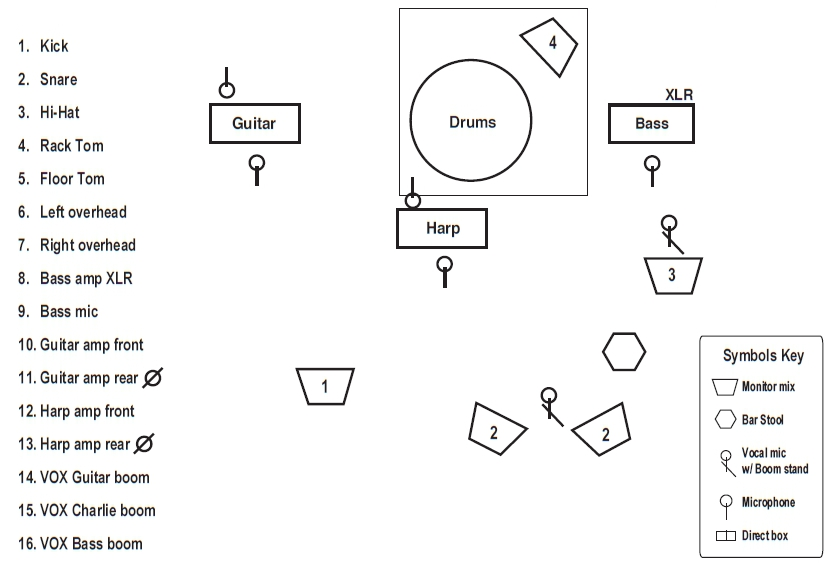 1. Kick
2. Snare
3. Hi-Hat
4. Rack Tom
5. Floor Tom
6. Left overhead
7. Right overhead
8. Bass amp XLR
9. Bass mic
10. Guitar amp front
11. Guitar amp rear
12. Harp amp front
13. Harp amp rear
14. VOX Guitar boom
15. VOX Charlie boom
16. VOX Bass boom
4
XLR
Guitar
Drums
Bass
Harp
3
1
2
2
Symbols Key
Monitor mix
Bar Stool
Vocal mic
w/ Boom stand
Microphone
Direct box